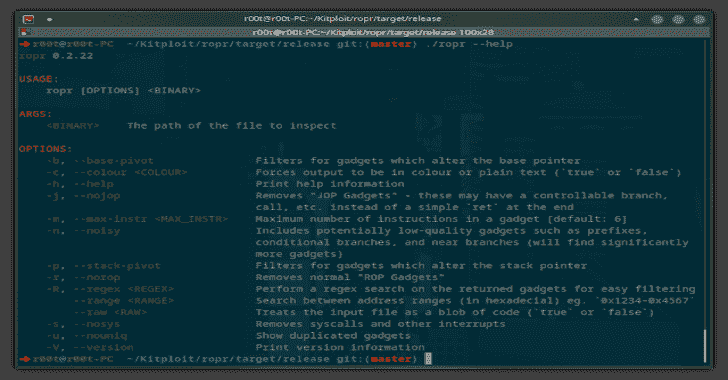 r00t@r00t-PC:~/Kitploit/ropr/target/release
r00t@r00t-PC:~/Kitploit/ropr/target/release 100x28
r00t@r00t-PC ~/Kitploit/ropr/target/release git:(master) ./ropr --help
ropr 0.2.22
USAGE:
ropr [OPTIONS] <BINARY>
ARGS:
<BINARY> The path of the file to inspect
OPTIONS:
-b, --base-pivot Filters for gadgets which alter the base pointer
-c, --colour <COLOUR> Forces output to be in colour or plain text (`true` or `false`)
-h, --help Print help information
-j, --nojop Removes "JOP Gadgets" - these may have a controllable branch,
call, etc. instead of a simple `ret` at the end
-m, --max-instr <MAX_INSTR> Maximum number of instructions in a gadget [default: 6]
-n, --noisy Includes potentially low-quality gadgets such as prefixes,
conditional branches, and near branches (will find significantly
more gadgets)
-p, --stack-pivot Filters for gadgets which alter the stack pointer
-r, --norop Removes normal "ROP Gadgets"
-R, --regex <REGEX> Perform a regex search on the returned gadgets for easy filtering
--range <RANGE> Search between address ranges (in hexadecial) eg. `0x1234-0x4567`
--raw <RAW> Treats the input file as a blob of code (`true` or `false`)
-s, --nosys Removes syscalls and other interrupts
-u, --nouniq Show duplicated gadgets
-V, --version Print version information
r00t@r00t-PC ~/Kitploit/ropr/target/release git:(master)